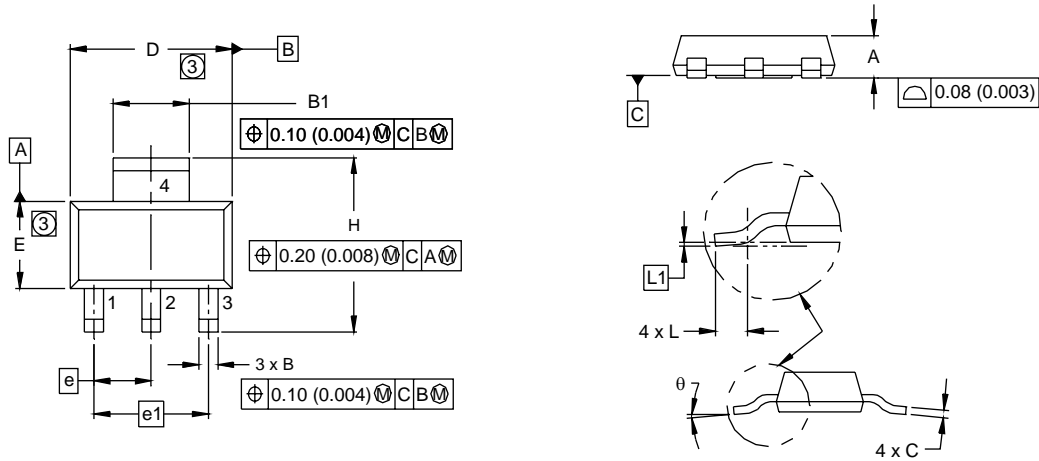 D
B
3
B1
⌖ 0.10 (0.004) Ⓜ C B Ⓜ
A
4
3
E
H
⌖ 0.20 (0.008) Ⓜ C A Ⓜ
1 2 3
3 x B
e
e1
⌖ 0.10 (0.004) Ⓜ C B Ⓜ
A
C
⌓ 0.08 (0.003)
L1
4 x L
θ
4 x C